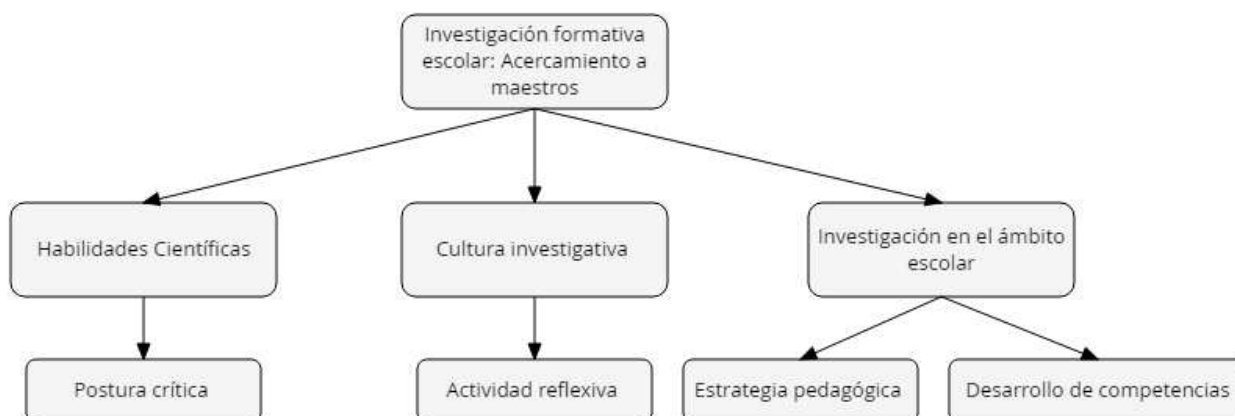 Investigación formativa
escolar: Acercamiento a
maestros
Habilidades Científicas
Cultura investigativa
Investigación en el ámbito
escolar
Postura crítica
Actividad reflexiva
Estrategia pedagógica
Desarrollo de competencias